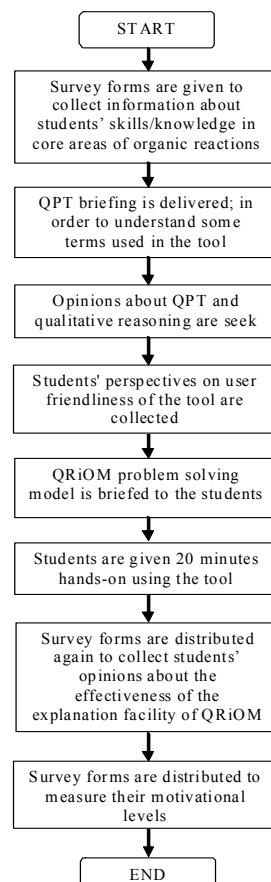 START
Survey forms are given to
collect information about
students' skills/knowledge in
core areas of organic reactions
QPT briefing is delivered; in
order to understand some
terms used in the tool
Opinions about QPT and
qualitative reasoning are seek
Students' perspectives on user
friendliness of the tool are
collected
QRiOM problem solving
model is briefed to the students
Students are given 20 minutes
hands-on using the tool
Survey forms are distributed
again to collect students'
opinions about the
effectiveness of the
explanation facility of QRiOM
Survey forms are distributed to
measure their motivational
levels
END